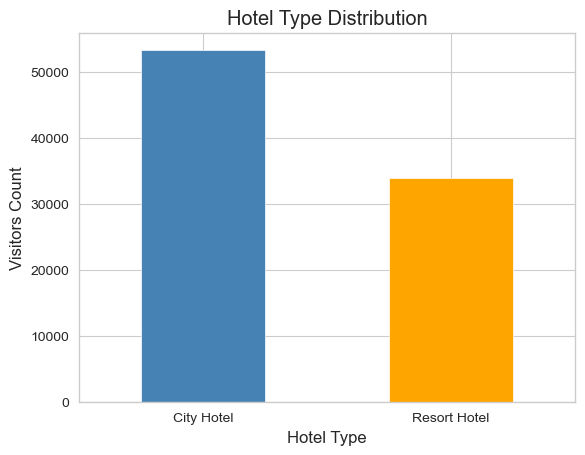 Hotel Type Distribution
Visitors Count
50000
40000
30000
20000
10000
0
City Hotel
Resort Hotel
Hotel Type